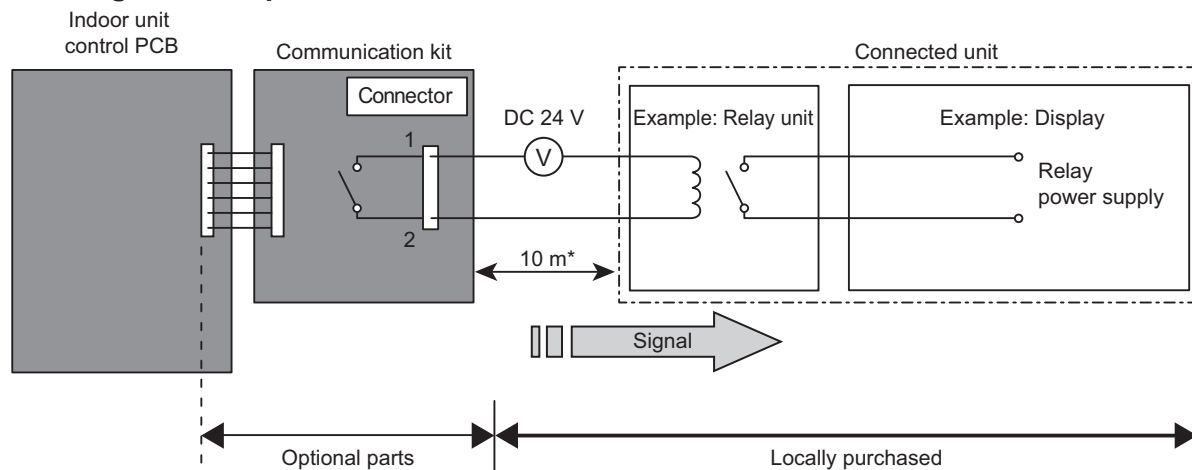 Indoor unit
control PCB
Communication kit
Connected unit
Connector
DC 24 V
Example: Relay unit
Example: Display
1
V
Relay
power supply
2
10 m*
Signal
Optional parts
Locally purchased